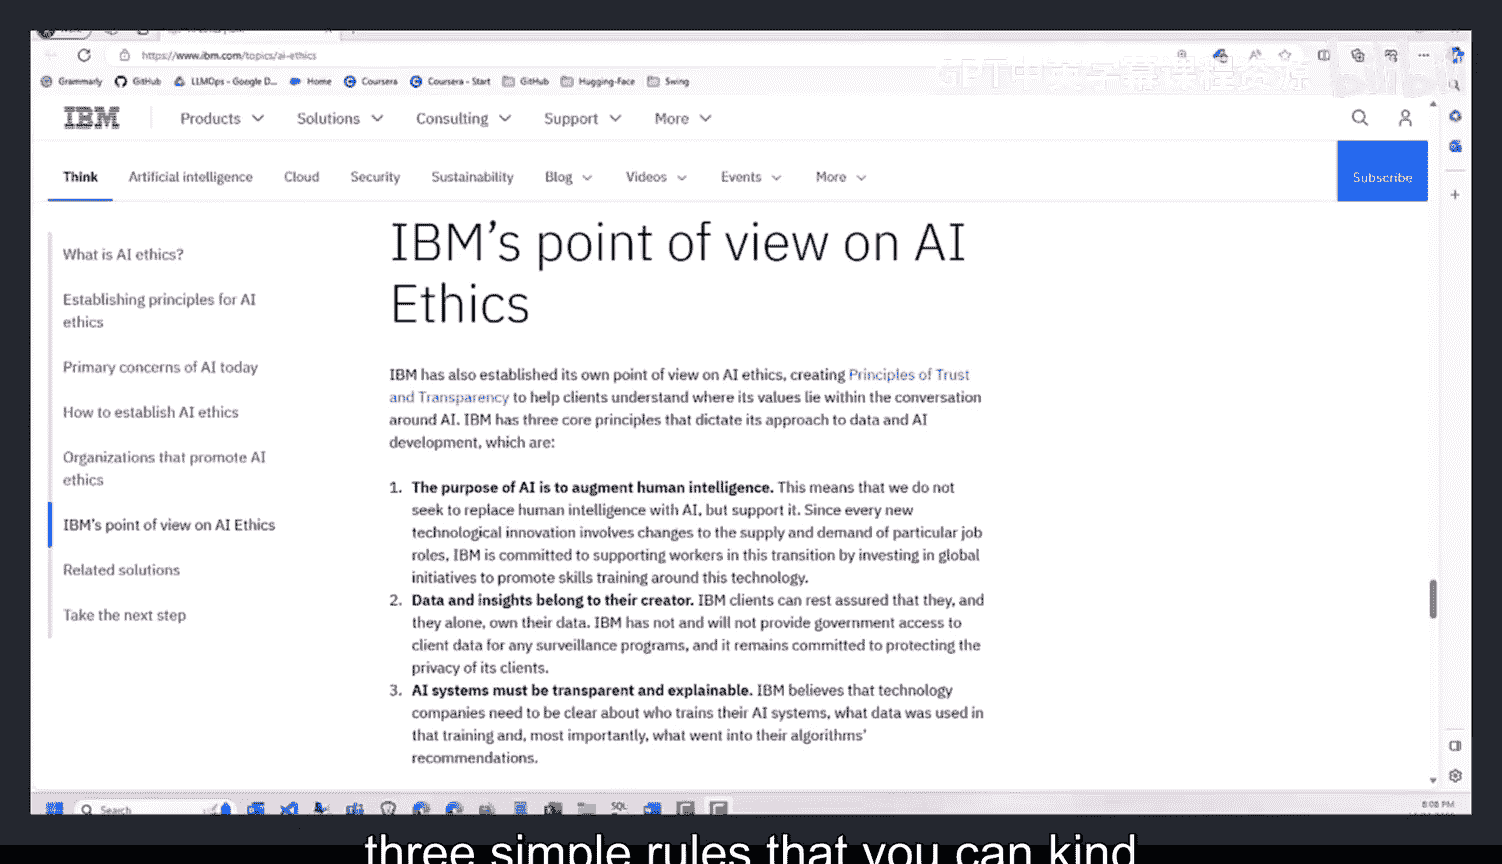 https://www.ibm.com/topics/ai-ethics
GPT中英字幕课程资源
Grammarly GitHub LLMOps - Google D... Home Coursera Coursera - Start GitHub Hugging-Face Swing
IBM Products Solutions Consulting Support More
Think Artificial intelligence Cloud Security Sustainability Blog Videos Events More Subscribe
What is AI ethics?
Establishing principles for AI
ethics
Primary concerns of AI today
How to establish AI ethics
Organizations that promote AI
ethics
IBM's point of view on AI Ethics
Related solutions
Take the next step
IBM's point of view on AI
Ethics
IBM has also established its own point of view on AI ethics, creating Principles of Trust
and Transparency to help clients understand where its values lie within the conversation
around AI. IBM has three core principles that dictate its approach to data and AI
development, which are:
1. The purpose of AI is to augment human intelligence. This means that we do not
seek to replace human intelligence with AI, but support it. Since every new
technological innovation involves changes to the supply and demand of particular job
roles, IBM is committed to supporting workers in this transition by investing in global
initiatives to promote skills training around this technology.
2. Data and insights belong to their creator. IBM clients can rest assured that they, and
they alone, own their data. IBM has not and will not provide government access to
client data for any surveillance programs, and it remains committed to protecting the
privacy of its clients.
3. AI systems must be transparent and explainable. IBM believes that technology
companies need to be clear about who trains their AI systems, what data was used in
that training and, most importantly, what went into their algorithms'
recommendations.
Search SQL
8:08 PM
three simple rules that you can kind